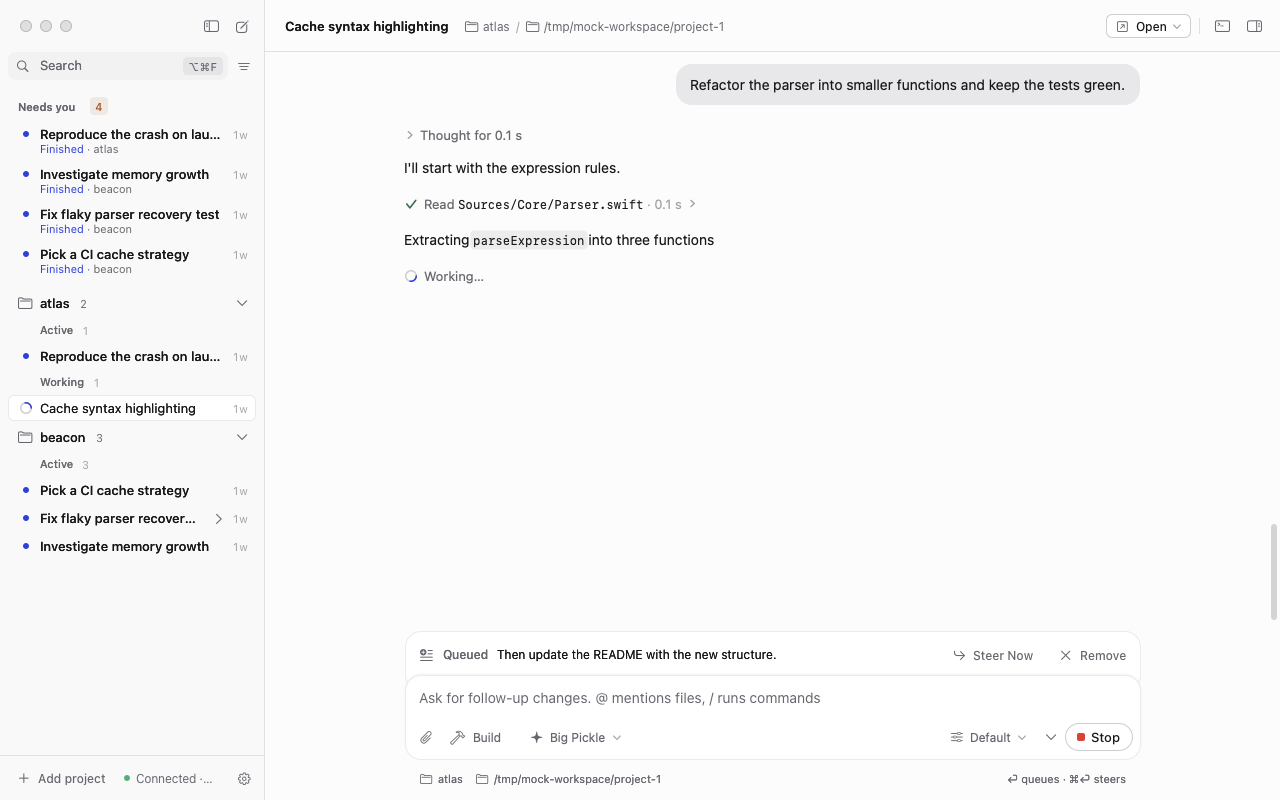 Cache syntax highlighting atlas / /tmp/mock-workspace/project-1 Open
Search ⌥⌘F
Needs you 4
Reproduce the crash on lau... 1w
Finished · atlas
Investigate memory growth 1w
Finished · beacon
Fix flaky parser recovery test 1w
Finished · beacon
Pick a CI cache strategy 1w
Finished · beacon
atlas 2
Active 1
Reproduce the crash on lau... 1w
Working 1
Cache syntax highlighting 1w
beacon 3
Active 3
Pick a CI cache strategy 1w
Fix flaky parser recover... 1w
Investigate memory growth 1w
Add project Connected ·...
Refactor the parser into smaller functions and keep the tests green.
Thought for 0.1 s
I'll start with the expression rules.
Read Sources/Core/Parser.swift · 0.1 s
Extracting parseExpression into three functions
Working...
Queued Then update the README with the new structure. Steer Now Remove
Ask for follow-up changes. @ mentions files, / runs commands
Build Big Pickle Default Stop
atlas /tmp/mock-workspace/project-1 ⏎ queues · ⌘⏎ steers